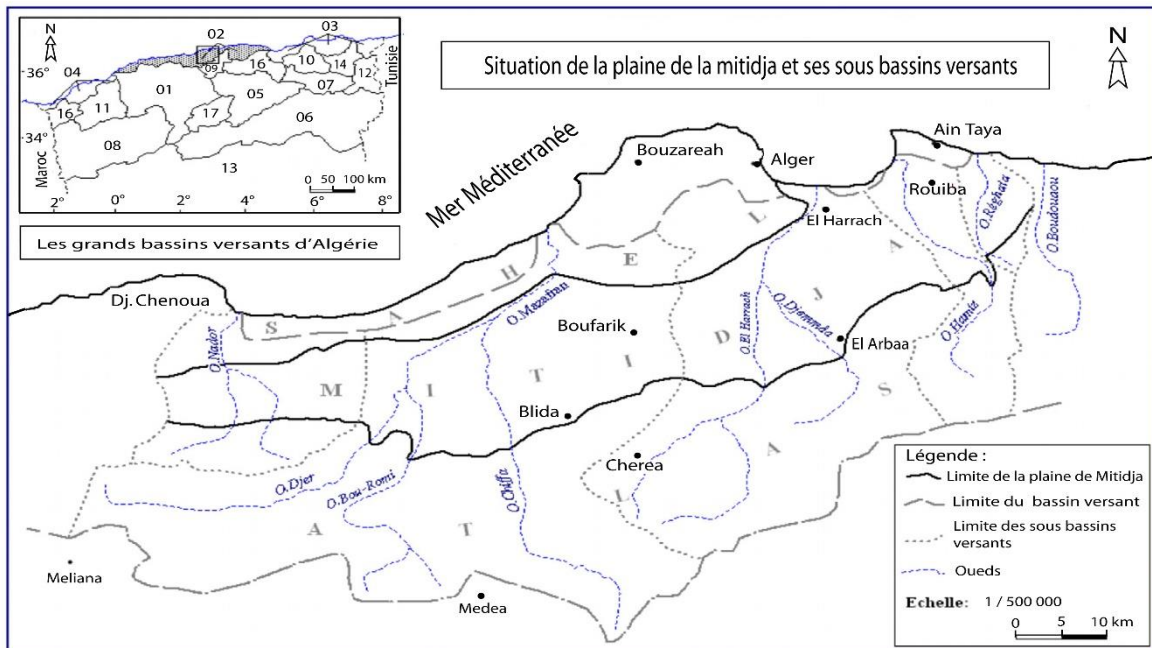 Situation de la plaine de la mitidja et ses sous bassins versants
N
N
02
03
36°
04
09
16
10
14
12
Tunisie
01
05
07
11
16
17
06
34°
08
13
Maroc
0 50 100 km
2° 0° 2° 4° 6° 8°
Les grands bassins versants d'Algérie
Mer Méditerranée
Bouzareah
Alger
Ain Taya
Rouiba
El Harrach
O.Règhaïa
O.Boudouaou
Dj. Chenoua
S A H E L
O.Mazafran
O.Nador
Boufarik
O.El Harrach
O.Djemmda
El Arbaa
O.Hamiz
M I T I D J A
Blida
Cherea
O.Djer
O.Bou-Romi
O.Chiffa
A T L A S
Meliana
Medea
Légende :
Limite de la plaine de Mitidja
Limite du bassin versant
Limite des sous bassins
versants
Oueds
Echelle: 1 / 500 000
0 5 10 km